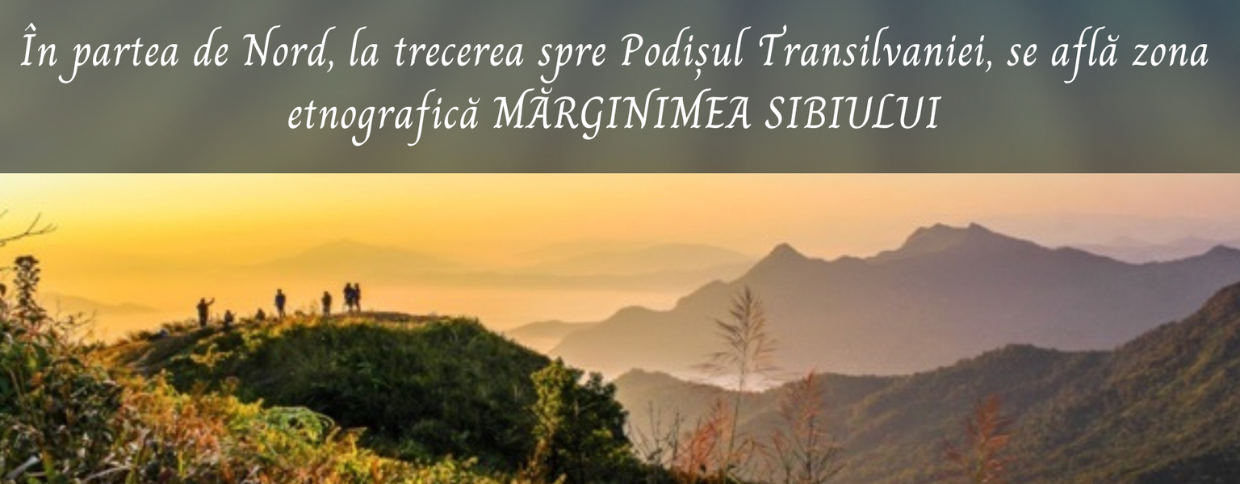 În partea de Nord, la trecerea spre Podișul Transilvaniei, se află zona
etnografică MĂRGINIMEA SIBIULUI